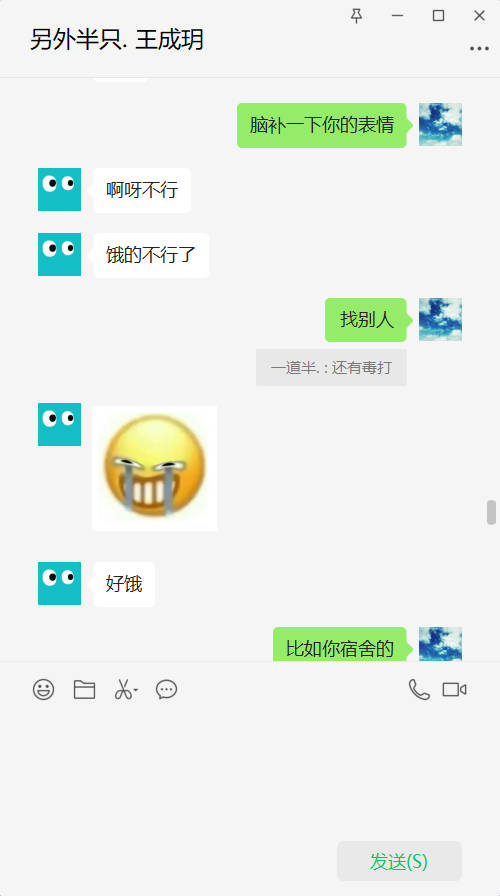 另外半只. 王成玥
脑补一下你的表情
啊呀不行
饿的不行了
找别人
一道半. : 还有毒打
好饿
比如你宿舍的
发送(S)